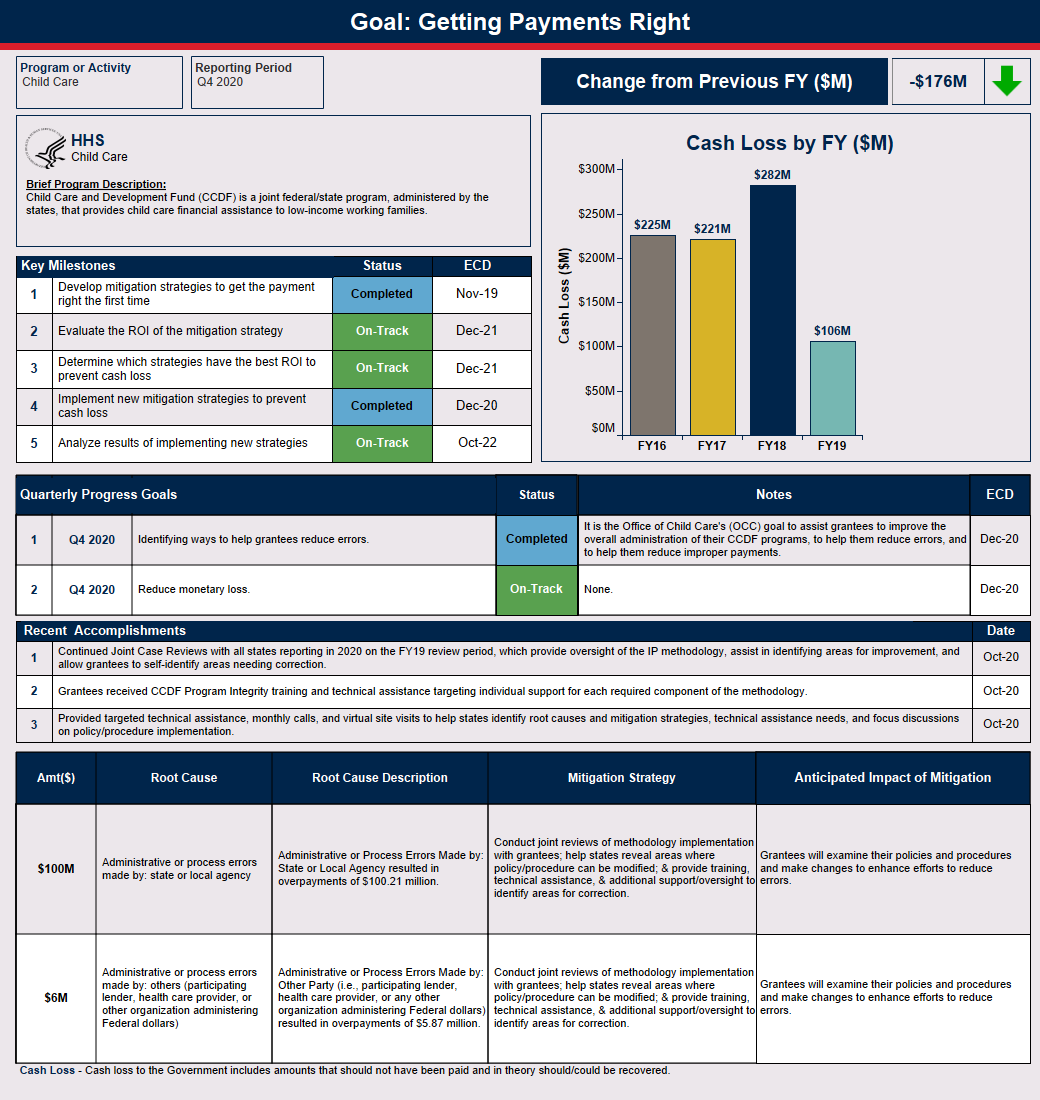 Goal: Getting Payments Right
Program or Activity
Child Care
Reporting Period
Q4 2020
Change from Previous FY ($M)
-$176M
HHS
Child Care
Brief Program Description:
Child Care and Development Fund (CCDF) is a joint federal/state program, administered by the
states, that provides child care financial assistance to low-income working families.
Cash Loss by FY ($M)
Cash Loss ($M)
$300M
$250M
$200M
$150M
$100M
$50M
$0M
$225M
$221M
$282M
$106M
FY16
FY17
FY18
FY19
Key Milestones
Status
ECD
1
Develop mitigation strategies to get the payment
right the first time
Completed
Nov-19
2
Evaluate the ROI of the mitigation strategy
On-Track
Dec-21
3
Determine which strategies have the best ROI to
prevent cash loss
On-Track
Dec-21
4
Implement new mitigation strategies to prevent
cash loss
Completed
Dec-20
5
Analyze results of implementing new strategies
On-Track
Oct-22
Quarterly Progress Goals
Status
Notes
ECD
1
Q4 2020
Identifying ways to help grantees reduce errors.
Completed
It is the Office of Child Care's (OCC) goal to assist grantees to improve the
overall administration of their CCDF programs, to help them reduce errors, and
to help them reduce improper payments.
Dec-20
2
Q4 2020
Reduce monetary loss.
On-Track
None.
Dec-20
Recent Accomplishments
Date
1
Continued Joint Case Reviews with all states reporting in 2020 on the FY19 review period, which provide oversight of the IP methodology, assist in identifying areas for improvement, and
allow grantees to self-identify areas needing correction.
Oct-20
2
Grantees received CCDF Program Integrity training and technical assistance targeting individual support for each required component of the methodology.
Oct-20
3
Provided targeted technical assistance, monthly calls, and virtual site visits to help states identify root causes and mitigation strategies, technical assistance needs, and focus discussions
on policy/procedure implementation.
Oct-20
Amt($)
Root Cause
Root Cause Description
Mitigation Strategy
Anticipated Impact of Mitigation
$100M
Administrative or process errors
made by: state or local agency
Administrative or Process Errors Made by:
State or Local Agency resulted in
overpayments of $100.21 million.
Conduct joint reviews of methodology implementation
with grantees; help states reveal areas where
policy/procedure can be modified; & provide training,
technical assistance, & additional support/oversight to
identify areas for correction.
Grantees will examine their policies and procedures
and make changes to enhance efforts to reduce
errors.
$6M
Administrative or process errors
made by: others (participating
lender, health care provider, or
other organization administering
Federal dollars)
Administrative or Process Errors Made by:
Other Party (i.e., participating lender,
health care provider, or any other
organization administering Federal dollars)
resulted in overpayments of $5.87 million.
Conduct joint reviews of methodology implementation
with grantees; help states reveal areas where
policy/procedure can be modified; & provide training,
technical assistance, & additional support/oversight to
identify areas for correction.
Grantees will examine their policies and procedures
and make changes to enhance efforts to reduce
errors.
Cash Loss - Cash loss to the Government includes amounts that should not have been paid and in theory should/could be recovered.